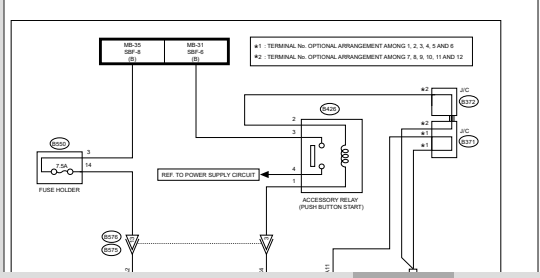 MB-35
SBF-8
(B)
MB-31
SBF-6
(B)
*1 : TERMINAL No. OPTIONAL ARRANGEMENT AMONG 1, 2, 3, 4, 5 AND 6
*2 : TERMINAL No. OPTIONAL ARRANGEMENT AMONG 7, 8, 9, 10, 11 AND 12
*2
J/C
B372
B426
2
3
*2
*1
J/C
B371
*1
B550
3
7.5A
14
FUSE HOLDER
REF. TO POWER SUPPLY CIRCUIT
4
1
ACCESSORY RELAY
(PUSH BUTTON START)
B576
B575
A11